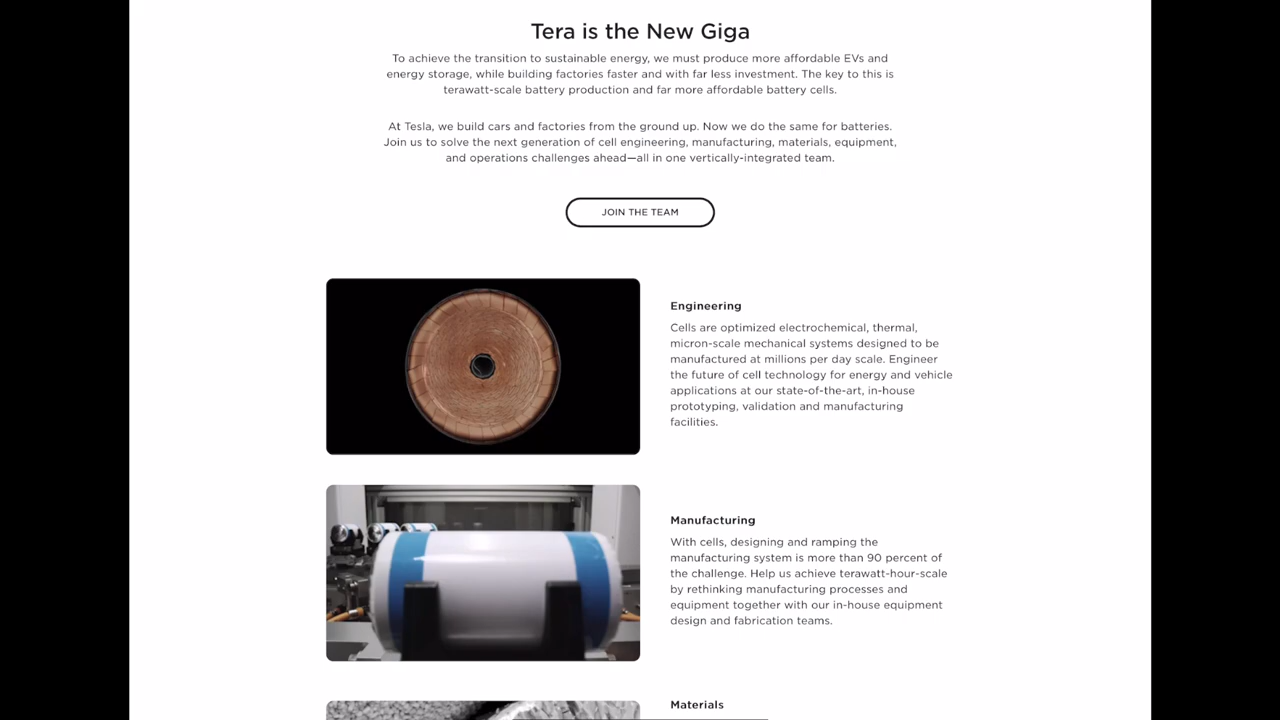 Tera is the New Giga
To achieve the transition to sustainable energy, we must produce more affordable EVs and
energy storage, while building factories faster and with far less investment. The key to this is
terawatt-scale battery production and far more affordable battery cells.
At Tesla, we build cars and factories from the ground up. Now we do the same for batteries.
Join us to solve the next generation of cell engineering, manufacturing, materials, equipment,
and operations challenges ahead—all in one vertically-integrated team.
JOIN THE TEAM
Engineering
Cells are optimized electrochemical, thermal,
micron-scale mechanical systems designed to be
manufactured at millions per day scale. Engineer
the future of cell technology for energy and vehicle
applications at our state-of-the-art, in-house
prototyping, validation and manufacturing
facilities.
Manufacturing
With cells, designing and ramping the
manufacturing system is more than 90 percent of
the challenge. Help us achieve terawatt-hour-scale
by rethinking manufacturing processes and
equipment together with our in-house equipment
design and fabrication teams.
Materials